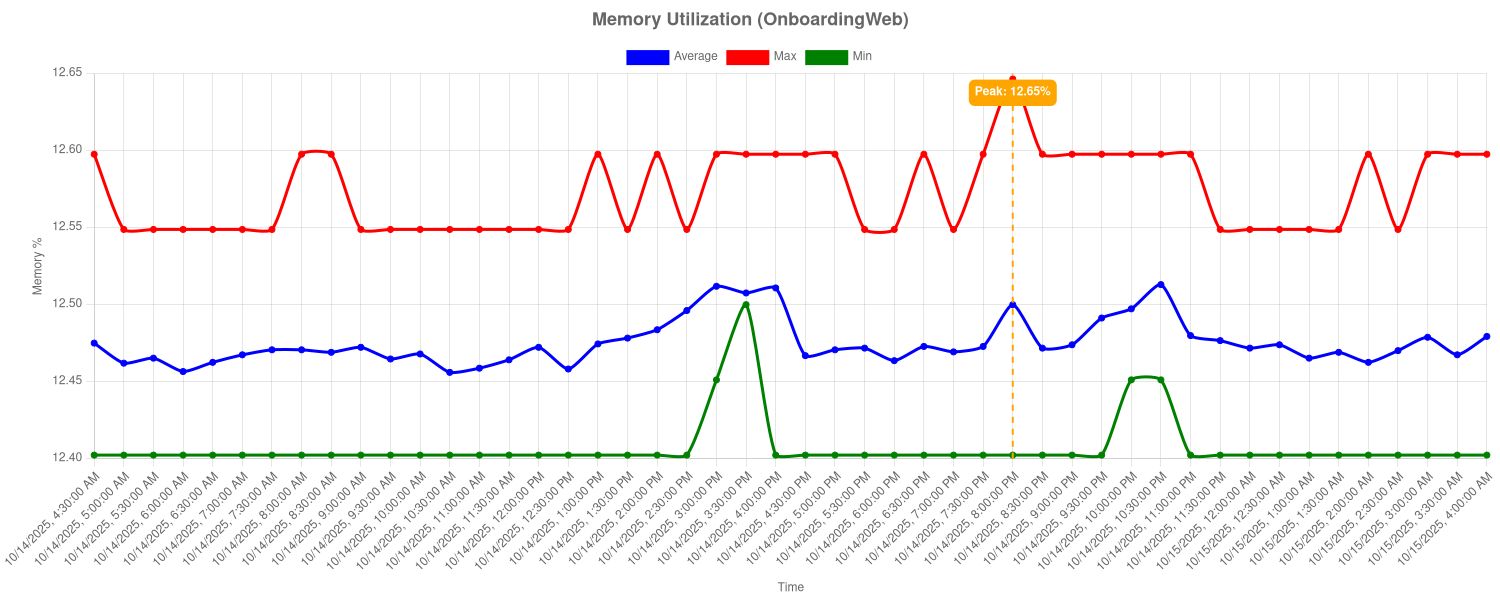 Memory Utilization (OnboardingWeb)
Average Max Min
12.65
12.60
12.55
12.50
12.45
12.40
Memory %
Peak: 12.65%
10/14/2025, 4:30:00 AM
10/14/2025, 5:00:00 AM
10/14/2025, 5:30:00 AM
10/14/2025, 6:00:00 AM
10/14/2025, 6:30:00 AM
10/14/2025, 7:00:00 AM
10/14/2025, 7:30:00 AM
10/14/2025, 8:00:00 AM
10/14/2025, 8:30:00 AM
10/14/2025, 9:00:00 AM
10/14/2025, 9:30:00 AM
10/14/2025, 10:00:00 AM
10/14/2025, 10:30:00 AM
10/14/2025, 11:00:00 AM
10/14/2025, 11:30:00 AM
10/14/2025, 12:00:00 PM
10/14/2025, 12:30:00 PM
10/14/2025, 1:00:00 PM
10/14/2025, 1:30:00 PM
10/14/2025, 2:00:00 PM
10/14/2025, 2:30:00 PM
10/14/2025, 3:00:00 PM
10/14/2025, 3:30:00 PM
10/14/2025, 4:00:00 PM
10/14/2025, 4:30:00 PM
10/14/2025, 5:00:00 PM
10/14/2025, 5:30:00 PM
10/14/2025, 6:00:00 PM
10/14/2025, 6:30:00 PM
10/14/2025, 7:00:00 PM
10/14/2025, 7:30:00 PM
10/14/2025, 8:00:00 PM
10/14/2025, 8:30:00 PM
10/14/2025, 9:00:00 PM
10/14/2025, 9:30:00 PM
10/14/2025, 10:00:00 PM
10/14/2025, 10:30:00 PM
10/14/2025, 11:00:00 PM
10/14/2025, 11:30:00 PM
10/15/2025, 12:00:00 AM
10/15/2025, 12:30:00 AM
10/15/2025, 1:00:00 AM
10/15/2025, 1:30:00 AM
10/15/2025, 2:00:00 AM
10/15/2025, 2:30:00 AM
10/15/2025, 3:00:00 AM
10/15/2025, 3:30:00 AM
10/15/2025, 4:00:00 AM
Time